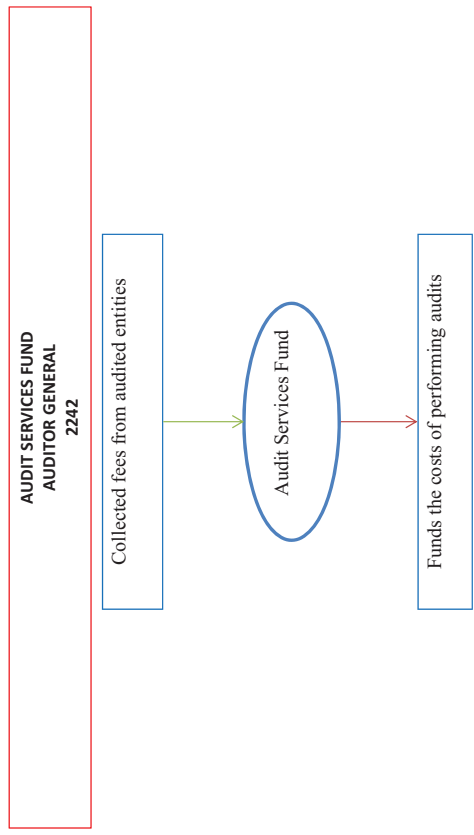 AUDIT SERVICES FUND
AUDITOR GENERAL
2242
Collected fees from audited entities
Audit Services Fund
Funds the costs of performing audits